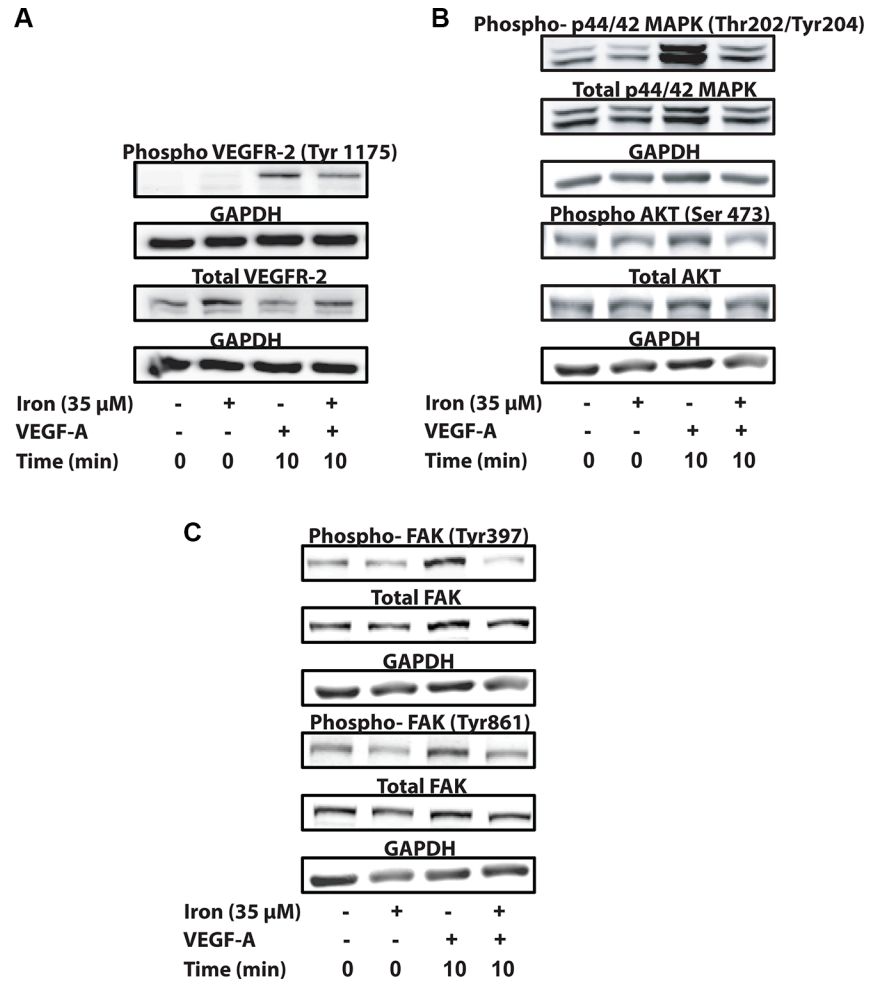 A
Phospho VEGFR-2 (Tyr 1175)
GAPDH
Total VEGFR-2
GAPDH
Iron (35 µM) - + - +
VEGF-A - - + +
Time (min) 0 0 10 10
B
Phospho- p44/42 MAPK (Thr202/Tyr204)
Total p44/42 MAPK
GAPDH
Phospho AKT (Ser 473)
Total AKT
GAPDH
Iron (35 µM) - + - +
VEGF-A - - + +
Time (min) 0 0 10 10
C
Phospho- FAK (Tyr397)
Total FAK
GAPDH
Phospho- FAK (Tyr861)
Total FAK
GAPDH
Iron (35 µM) - + - +
VEGF-A - - + +
Time (min) 0 0 10 10